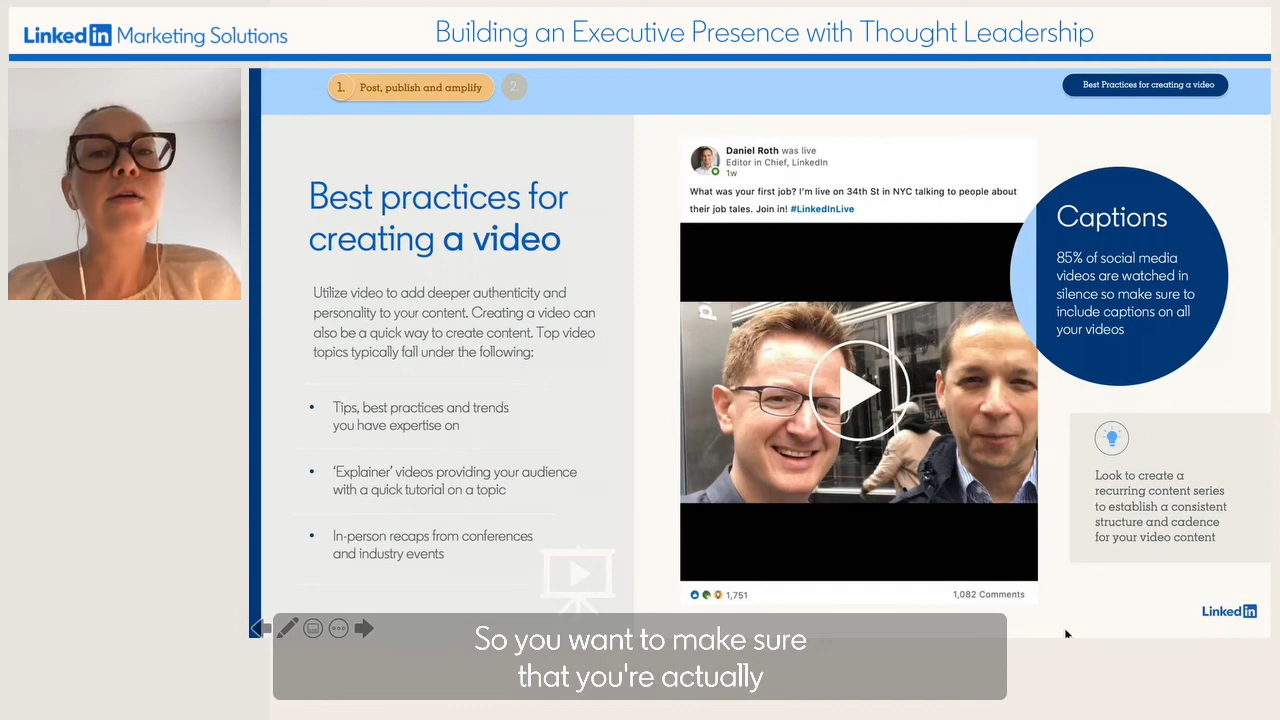 LinkedIn Marketing Solutions
Building an Executive Presence with Thought Leadership
1. Post, publish and amplify
2.
Best Practices for creating a video
Best practices for
creating a video
Utilize video to add deeper authenticity and
personality to your content. Creating a video can
also be a quick way to create content. Top video
topics typically fall under the following:
• Tips, best practices and trends
you have expertise on
• ‘Explainer’ videos providing your audience
with a quick tutorial on a topic
• In-person recaps from conferences
and industry events
Daniel Roth was live
Editor in Chief, LinkedIn
1w
What was your first job? I'm live on 34th St in NYC talking to people about
their job tales. Join in! #LinkedInLive
1,751
1,082 Comments
Captions
85% of social media
videos are watched in
silence so make sure to
include captions on all
your videos
Look to create a
recurring content series
to establish a consistent
structure and cadence
for your video content
LinkedIn
So you want to make sure
that you're actually